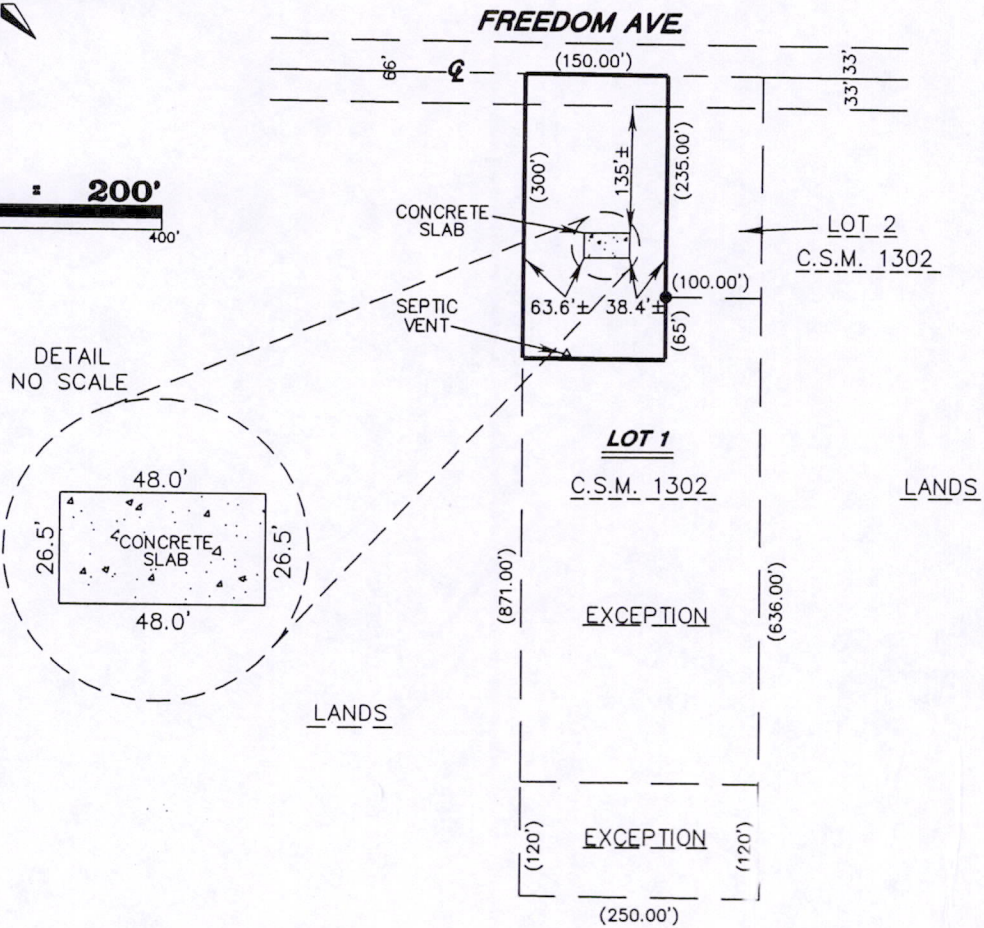 FREEDOM AVE.
(150.00')
66'
℄
33'
33'
= 200'
400'
(300')
135'±
(235.00')
CONCRETE
SLAB
LOT 2
C.S.M. 1302
(100.00')
63.6'±
38.4'±
(65')
SEPTIC
VENT
DETAIL
NO SCALE
LOT 1
C.S.M. 1302
LANDS
48.0'
26.5'
CONCRETE
SLAB
26.5'
48.0'
(871.00')
EXCEPTION
(636.00')
LANDS
(120')
EXCEPTION
(120')
(250.00')